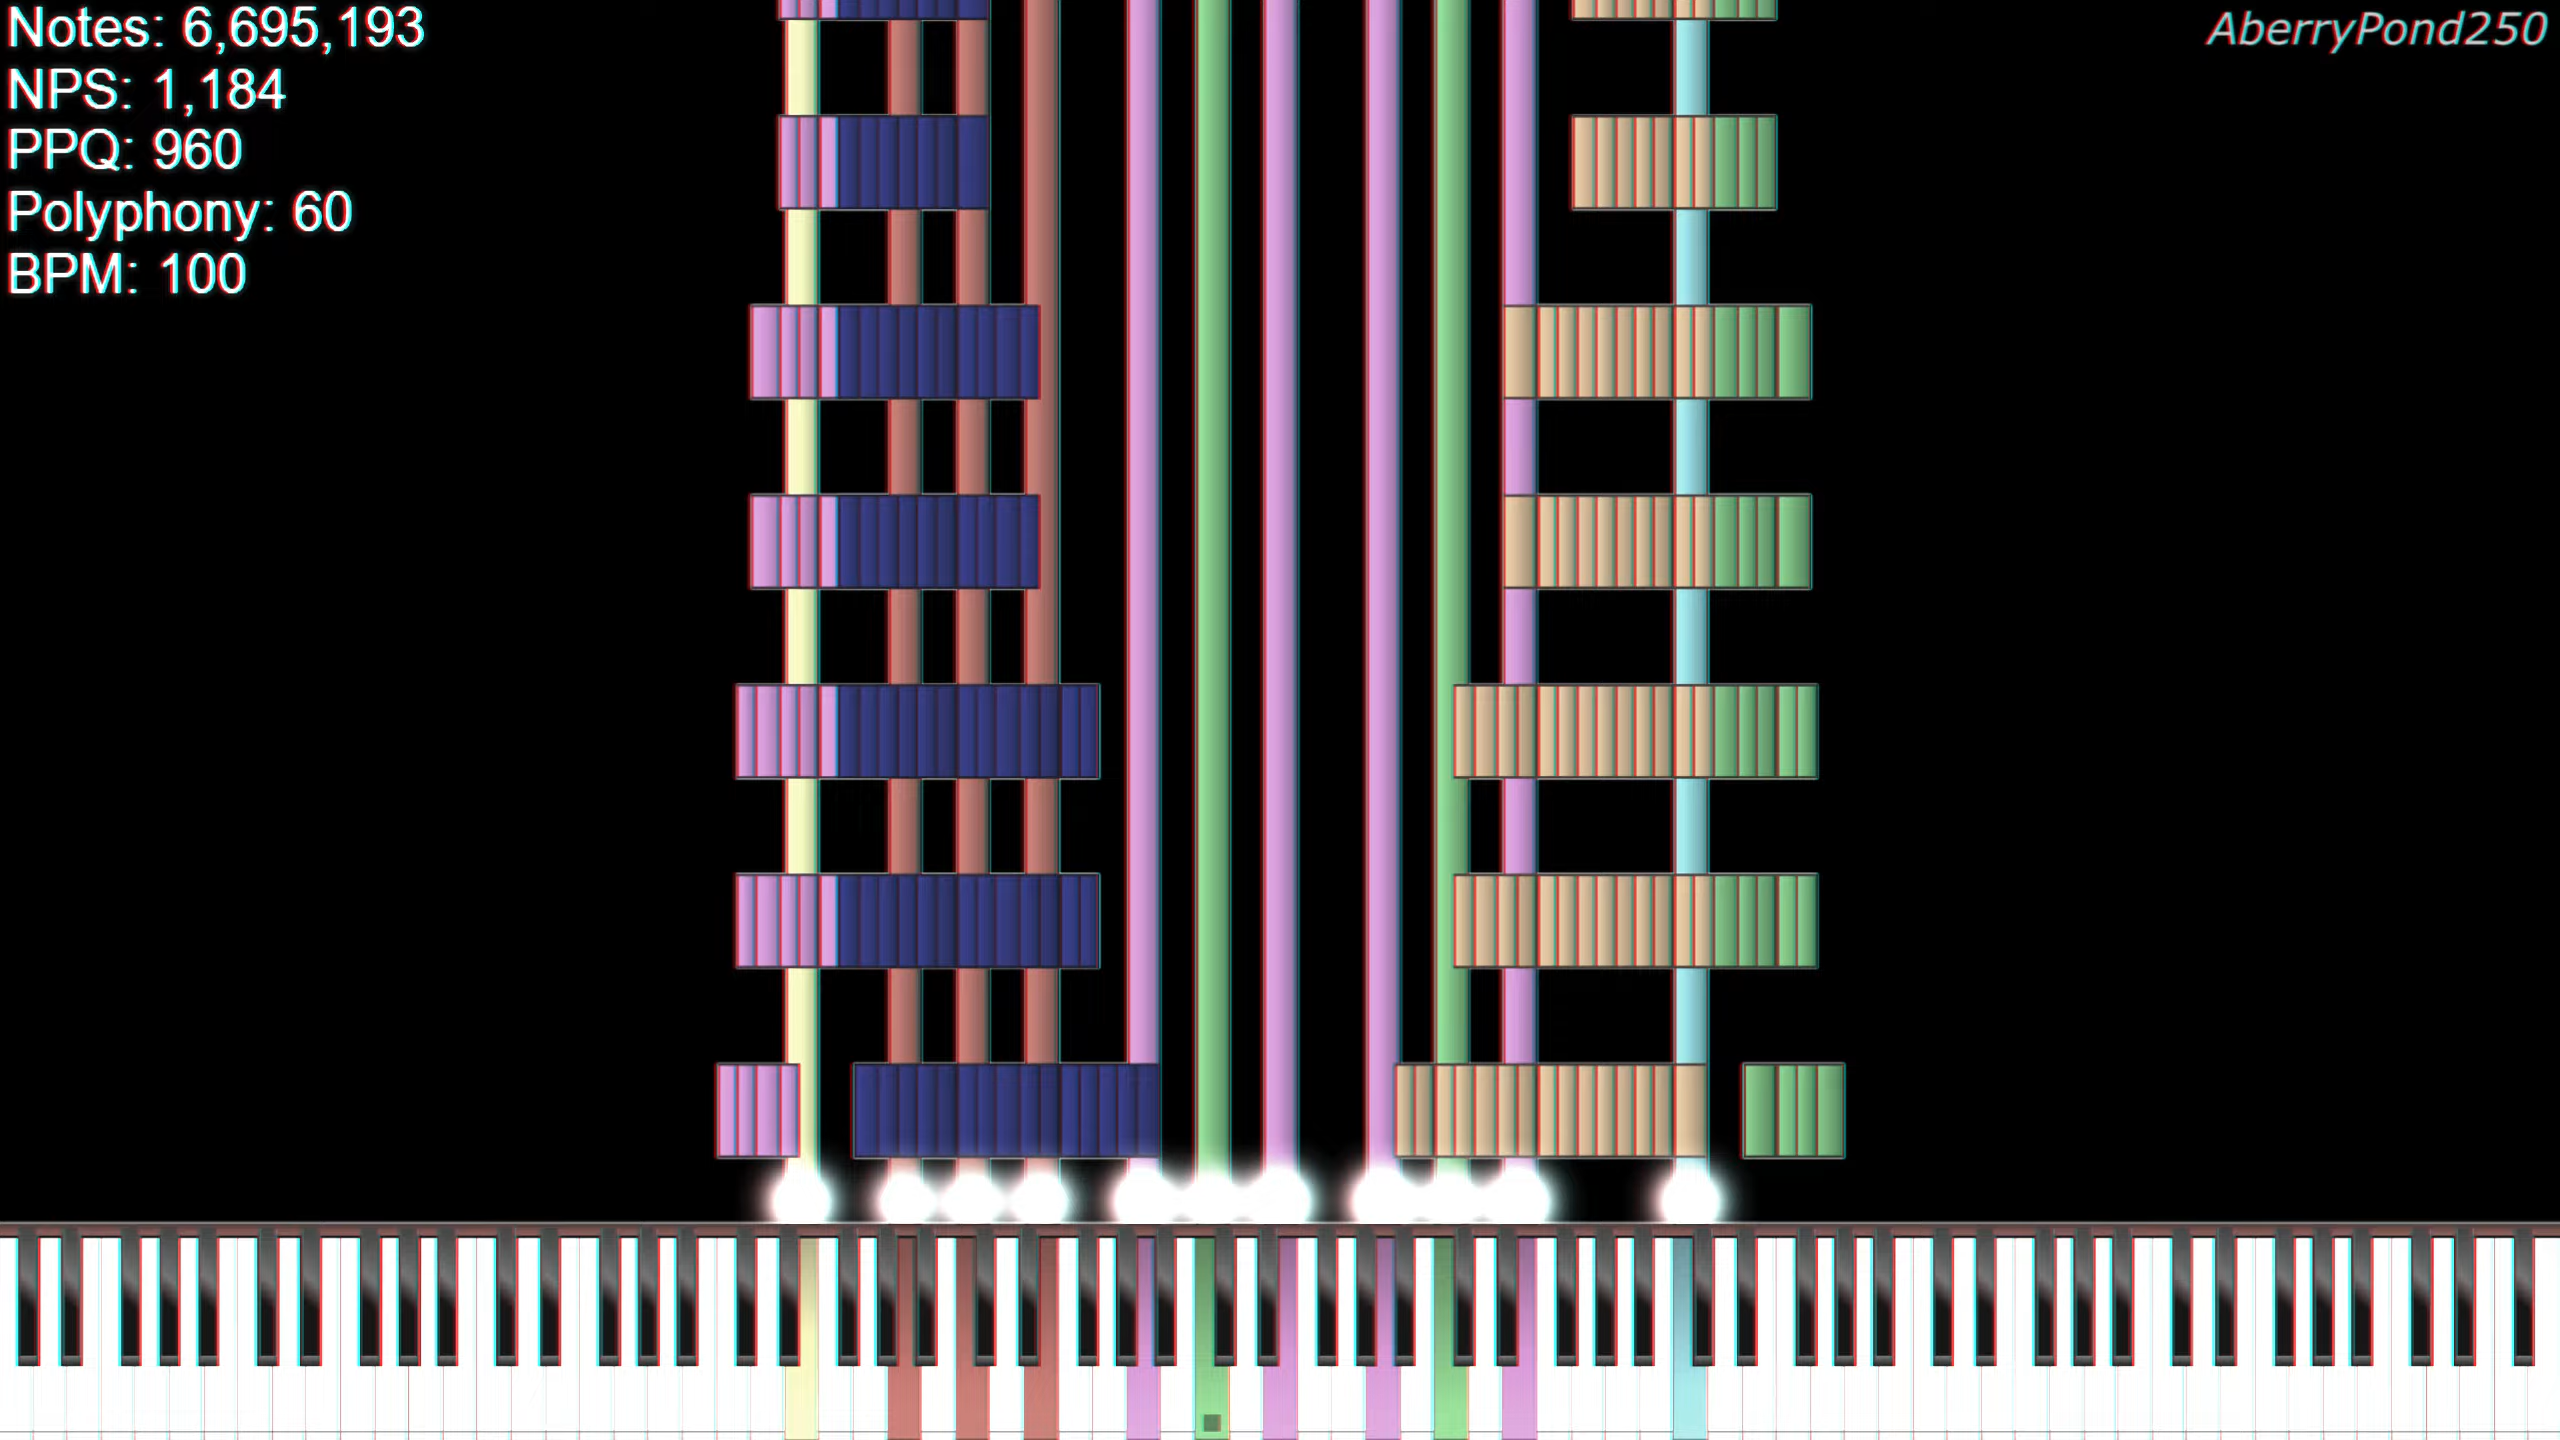 Notes: 6,695,193
AberryPond250
NPS: 1,184
PPQ: 960
Polyphony: 60
BPM: 100